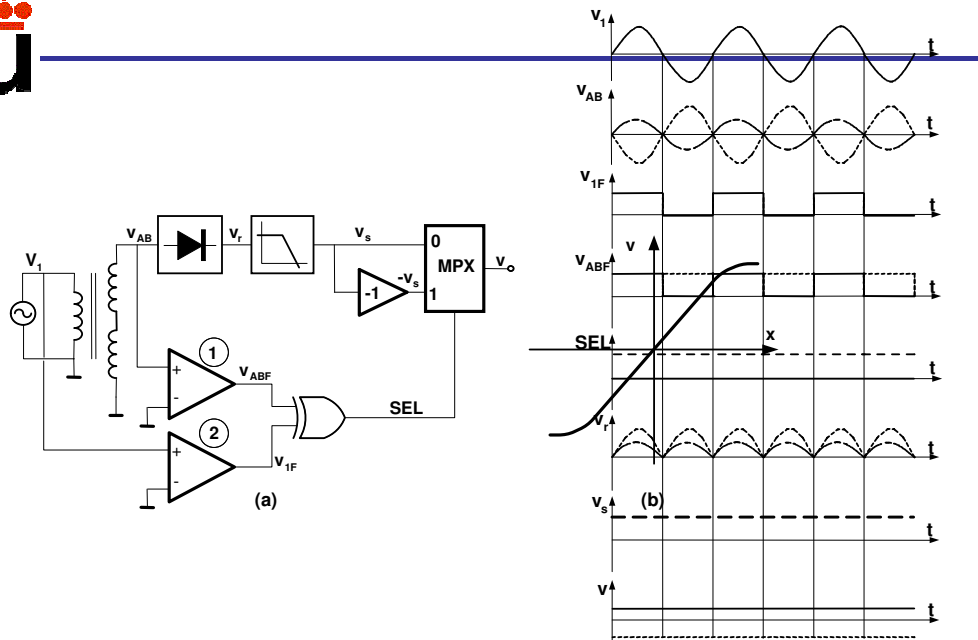 ü
V1
vAB
vr
vs
0
MPX
v
-1
-vs
1
1
+
-
vABF
SEL
2
+
-
v1F
(a)
v1
t
vAB
t
v1F
t
v
vABF
t
x
SEL
t
vr
t
(b)
vs
t
v
t